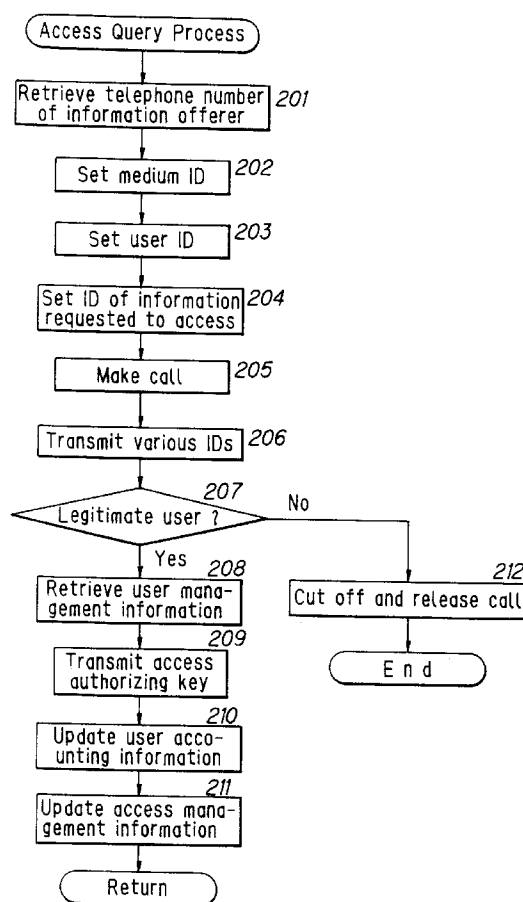 Access Query Process
Retrieve telephone number
of information offerer
201
Set medium ID
202
Set user ID
203
Set ID of information
requested to access
204
Make call
205
Transmit various IDs
206
207
Legitimate user ?
No
Yes
208
Retrieve user mana-
gement information
209
Transmit access
authorizing key
210
Update user acco-
unting information
211
Update access mana-
gement information
Return
212
Cut off and release call
End